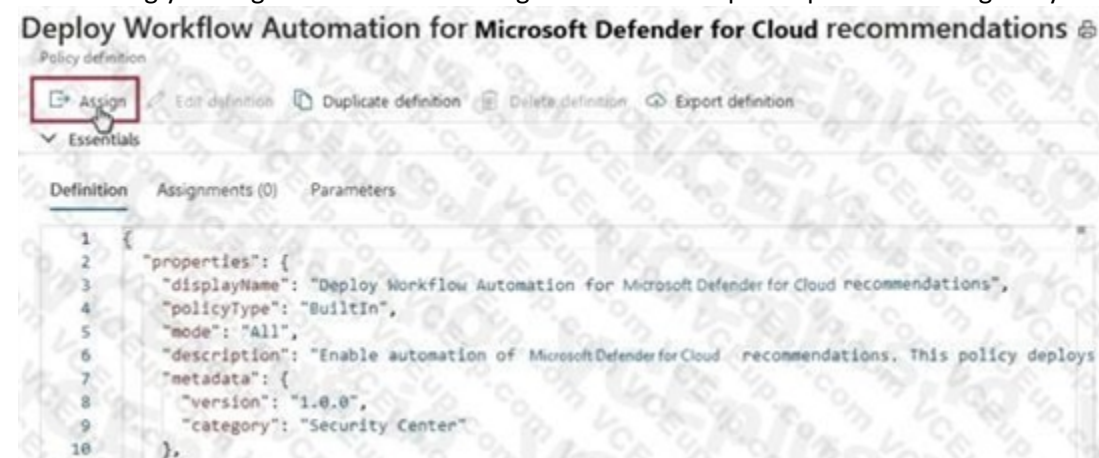 Deploy Workflow Automation for Microsoft Defender for Cloud recommendations
Policy definition
Assign Edit definition Duplicate definition Delete definition Export definition
Essentials
Definition Assignments (0) Parameters
1 {
2 "properties": {
3 "displayName": "Deploy Workflow Automation for Microsoft Defender for Cloud recommendations",
4 "policyType": "BuiltIn",
5 "mode": "All",
6 "description": "Enable automation of Microsoft Defender for Cloud recommendations. This policy deploys
7 "metadata": {
8 "version": "1.0.0",
9 "category": "Security Center"
10 },